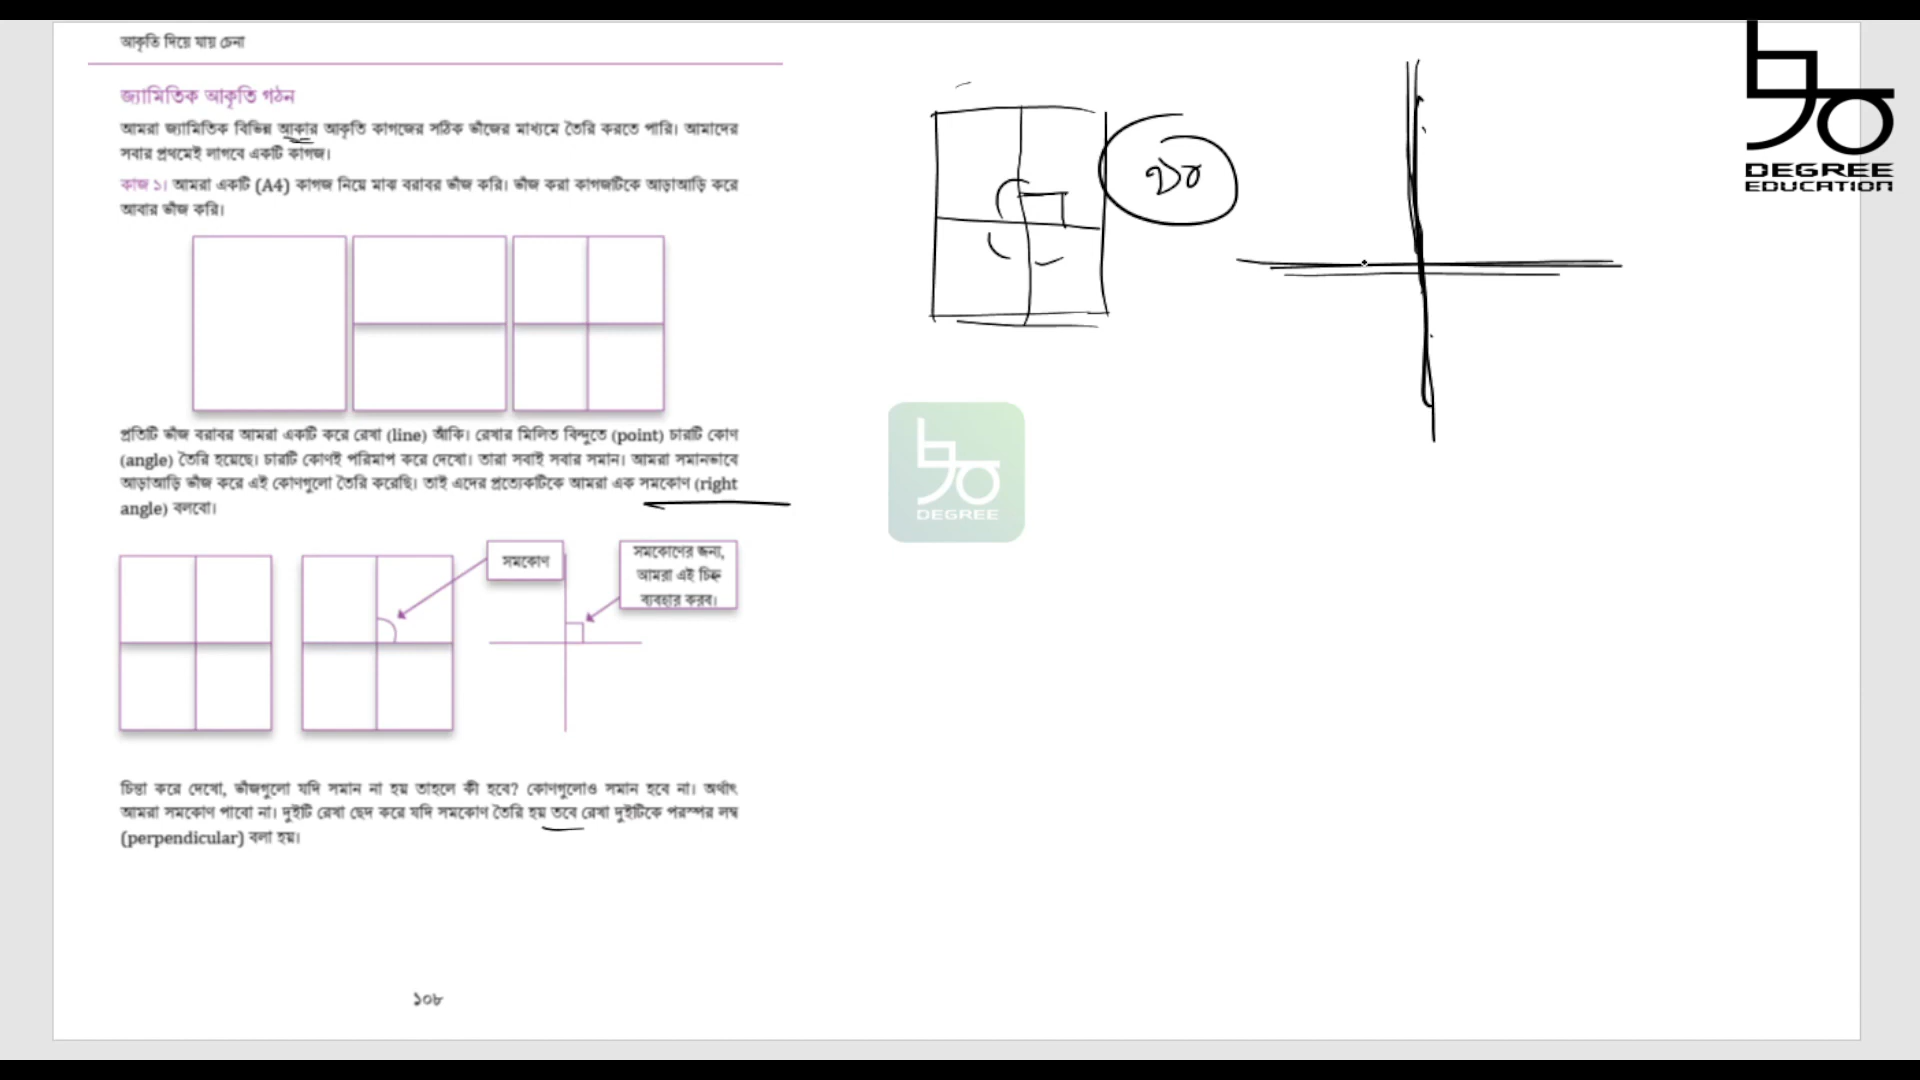 আকৃতি দিয়ে যায় চেনা
জ্যামিতিক আকৃতি গঠন
আমরা জ্যামিতিক বিভিন্ন আকার আকৃতি কাগজের সঠিক ভাঁজের মাধ্যমে তৈরি করতে পারি। আমাদের
সবার প্রথমেই লাগবে একটি কাগজ।
কাজ ১। আমরা একটি (A4) কাগজ নিয়ে মাঝ বরাবর ভাঁজ করি। ভাঁজ করা কাগজটিকে আড়াআড়ি করে
আবার ভাঁজ করি।
প্রতিটি ভাঁজ বরাবর আমরা একটি করে রেখা (line) আঁকি। রেখার মিলিত বিন্দুতে (point) চারটি কোণ
(angle) তৈরি হয়েছে। চারটি কোণই পরিমাপ করে দেখো। তারা সবাই সবার সমান। আমরা সমানভাবে
আড়াআড়ি ভাঁজ করে এই কোণগুলো তৈরি করেছি। তাই এদের প্রত্যেকটিকে আমরা এক সমকোণ (right
angle) বলবো।
সমকোণ
সমকোণের জন্য,
আমরা এই চিহ্ন
ব্যবহার করব।
চিন্তা করে দেখো, ভাঁজগুলো যদি সমান না হয় তাহলে কী হবে? কোণগুলোও সমান হবে না। অর্থাৎ
আমরা সমকোণ পাবো না। দুইটি রেখা ছেদ করে যদি সমকোণ তৈরি হয় তবে রেখা দুইটিকে পরস্পর লম্ব
(perpendicular) বলা হয়।
১০৮
৯০
DEGREE
৯০
DEGREE
EDUCATION